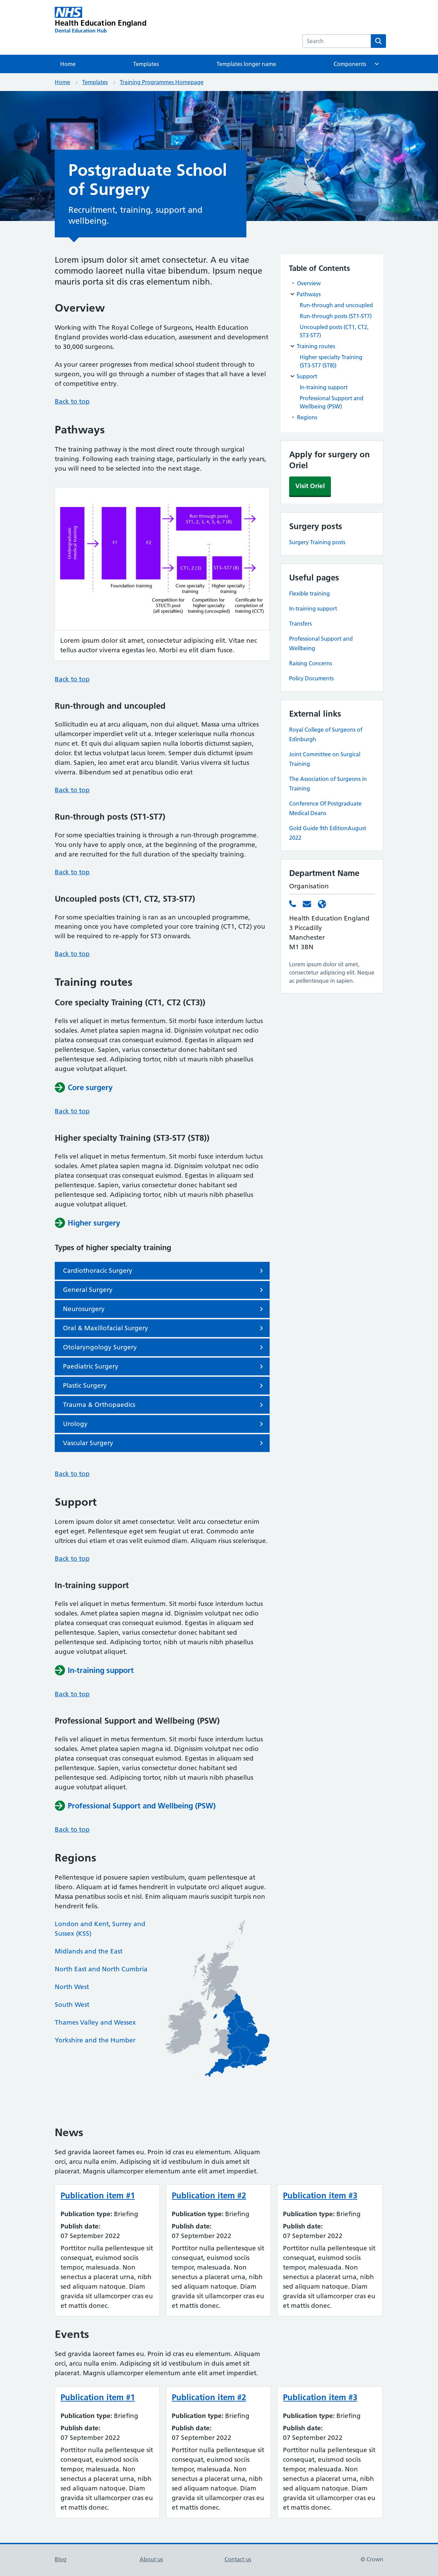 NHS
Health Education England
Dental Education Hub
Search
Home
Templates
Templates longer name
Components
Home
Templates
Training Programmes Homepage
Postgraduate School
of Surgery
Recruitment, training, support and
wellbeing.
Lorem ipsum dolor sit amet consectetur. A eu vitae
commodo laoreet nulla vitae bibendum. Ipsum neque
mauris porta sit dis cras elementum nibh.
Overview
Working with The Royal College of Surgeons, Health Education
England provides world-class education, assessment and development
to 30,000 surgeons.
As your career progresses from medical school student through to
surgeon, you will go through a number of stages that all have a level
of competitive entry.
Back to top
Pathways
The training pathway is the most direct route through surgical
training. Following each training stage, particularly in the early years,
you will need to be selected into the next stage.
Undergraduate
medical training
F1
F2
Run through posts
ST1, 2, 3, 4, 5, 6, 7 (8)
CT1, 2 (3)
ST3–ST7 (8)
Foundation training
Core specialty
training
Higher specialty
training
Competition for
ST1/CT1 post
(all specialties)
Competition for
higher specialty
training (uncoupled)
Certificate of
completion of
training (CCT)
Lorem ipsum dolor sit amet, consectetur adipiscing elit. Vitae nec
tellus auctor viverra egestas leo. Morbi eu elit diam fusce.
Back to top
Run-through and uncoupled
Sollicitudin eu at arcu aliquam, non dui aliquet. Massa urna ultrices
ullamcorper imperdiet velit ut a. Integer proin scelerisque
scelerisque euismod consectetur sed. Mattis nulla viverra nunc rhoncus
nunc et. Et quis dui aliquam sapien nulla lobortis dictumst sapien,
dolor. Est lectus volutpat lacus lorem. Semper duis dictumst nullam
diam. Sapien, leo amet erat arcu blandit. Varius viverra sit lectus
viverra. Bibendum sed at penatibus odio erat
Back to top
Run-through posts (ST1-ST7)
For some specialties training is through a run-through programme.
You only have to apply once, at the beginning of the programme,
and are recruited for the full duration of the specialty training.
Back to top
Uncoupled posts (CT1, CT2, ST3-ST7)
For some specialties training is ran as an uncoupled programme,
meaning once you have completed your core training (CT1, CT2) you
will be required to re-apply for ST3 onwards.
Back to top
Training routes
Core specialty Training (CT1, CT2 (CT3))
Felis vel aliquet in metus fermentum. Sit morbi fusce diam interdum
sodales. Amet platea sapien magna id. Dignissim volutpat nec odio
platea consequat cras consequat euismod. Egestas in aliquam
scelerisque. Sapien, varius consectetur donec habitant sed
pellentesque sed. Adipiscing tortor, nibh ut mauris nibh phasellus
augue volutpat aliquet.
Core surgery
Back to top
Higher specialty Training (ST3-ST7 (ST8))
Felis vel aliquet in metus fermentum. Sit morbi fusce diam interdum
sodales. Amet platea sapien magna id. Dignissim volutpat nec odio
platea consequat cras consequat euismod. Egestas in aliquam
scelerisque. Sapien, varius consectetur donec habitant sed
pellentesque sed. Adipiscing tortor, nibh ut mauris nibh phasellus
augue volutpat.
Higher surgery
Types of higher specialty training
Cardiothoracic Surgery
General Surgery
Neurosurgery
Oral & Maxillofacial Surgery
Otolaryngology Surgery
Paediatric Surgery
Plastic Surgery
Trauma & Orthopaedics
Urology
Vascular Surgery
Back to top
Support
Lorem ipsum dolor sit amet consectetur. Velit arcu consectetur enim
eget eget. Pellentesque eget sem feugiat ut erat. Commodo ante
ultrices dui etiam et cras velit euismod diam. Aliquam risus scelerisque.
Back to top
In-training support
Felis vel aliquet in metus fermentum. Sit morbi fusce diam interdum
sodales. Amet platea sapien magna id. Dignissim volutpat nec odio
platea consequat cras consequat euismod. Egestas in aliquam
scelerisque. Sapien, varius consectetur donec habitant sed
pellentesque sed. Adipiscing tortor, nibh ut mauris nibh phasellus
augue volutpat aliquet.
In-training support
Back to top
Professional Support and Wellbeing (PSW)
Felis vel aliquet in metus fermentum. Sit morbi fusce diam interdum
sodales. Amet platea sapien magna id. Dignissim volutpat nec odio
platea consequat cras consequat euismod. Egestas in aliquam
scelerisque. Sapien, varius consectetur donec habitant sed
pellentesque sed. Adipiscing tortor, nibh ut mauris nibh phasellus
augue volutpat aliquet.
Professional Support and Wellbeing (PSW)
Back to top
Regions
Pellentesque id posuere sapien vestibulum, quam pellentesque at
libero. Aliquam at id fames hendrerit in vulputate orci aliquet augue.
Massa penatibus sociis et nisl. Enim aliquam mauris suscipit turpis non
hendrerit felis.
London and Kent, Surrey and
Sussex (KSS)
Midlands and the East
North East and North Cumbria
North West
South West
Thames Valley and Wessex
Yorkshire and the Humber
Table of Contents
Overview
Pathways
Run-through and uncoupled
Run-through posts (ST1-ST7)
Uncoupled posts (CT1, CT2,
ST3-ST7)
Training routes
Higher specialty Training
(ST3-ST7 (ST8))
Support
In-training support
Professional Support and
Wellbeing (PSW)
Regions
Apply for surgery on
Oriel
Visit Oriel
Surgery posts
Surgery Training posts
Useful pages
Flexible training
In-training support
Transfers
Professional Support and
Wellbeing
Raising Concerns
Policy Documents
External links
Royal College of Surgeons of
Edinburgh
Joint Committee on Surgical
Training
The Association of Surgeons in
Training
Conference Of Postgraduate
Medical Deans
Gold Guide 9th EditionAugust
2022
Department Name
Organisation
Health Education England
3 Piccadilly
Manchester
M1 3BN
Lorem ipsum dolor sit amet,
consectetur adipiscing elit. Neque
ac pellentesque in sapien.
News
Sed gravida laoreet fames eu. Proin id cras eu elementum. Aliquam
orci, arcu nulla enim. Adipiscing sit id vestibulum in duis amet sit
placerat. Magnis ullamcorper elementum ante elit amet imperdiet.
Publication item #1
Publication type: Briefing
Publish date:
07 September 2022
Porttitor nulla pellentesque sit
consequat, euismod sociis
tempor, malesuada. Non
senectus a placerat urna, nibh
sed aliquam natoque. Diam
gravida sit ullamcorper cras eu
et mattis donec.
Publication item #2
Publication type: Briefing
Publish date:
07 September 2022
Porttitor nulla pellentesque sit
consequat, euismod sociis
tempor, malesuada. Non
senectus a placerat urna, nibh
sed aliquam natoque. Diam
gravida sit ullamcorper cras eu
et mattis donec.
Publication item #3
Publication type: Briefing
Publish date:
07 September 2022
Porttitor nulla pellentesque sit
consequat, euismod sociis
tempor, malesuada. Non
senectus a placerat urna, nibh
sed aliquam natoque. Diam
gravida sit ullamcorper cras eu
et mattis donec.
Events
Sed gravida laoreet fames eu. Proin id cras eu elementum. Aliquam
orci, arcu nulla enim. Adipiscing sit id vestibulum in duis amet sit
placerat. Magnis ullamcorper elementum ante elit amet imperdiet.
Publication item #1
Publication type: Briefing
Publish date:
07 September 2022
Porttitor nulla pellentesque sit
consequat, euismod sociis
tempor, malesuada. Non
senectus a placerat urna, nibh
sed aliquam natoque. Diam
gravida sit ullamcorper cras eu
et mattis donec.
Publication item #2
Publication type: Briefing
Publish date:
07 September 2022
Porttitor nulla pellentesque sit
consequat, euismod sociis
tempor, malesuada. Non
senectus a placerat urna, nibh
sed aliquam natoque. Diam
gravida sit ullamcorper cras eu
et mattis donec.
Publication item #3
Publication type: Briefing
Publish date:
07 September 2022
Porttitor nulla pellentesque sit
consequat, euismod sociis
tempor, malesuada. Non
senectus a placerat urna, nibh
sed aliquam natoque. Diam
gravida sit ullamcorper cras eu
et mattis donec.
Blog
About us
Contact us
© Crown